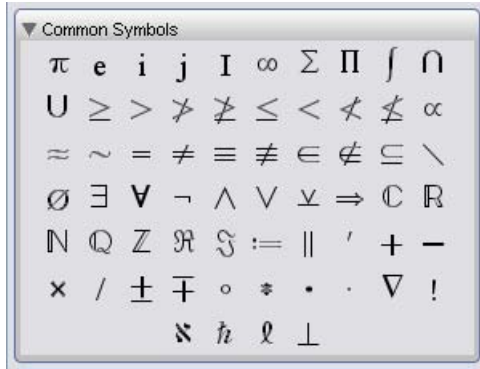 Common Symbols
π e i j I ∞ Σ Π ∫ ∩
∪ ≥ > ≯ ≱ ≤ < ≮ ≰ ∝
≈ ∼ = ≠ ≡ ≢ ∈ ∉ ⊆ \
∅ ∃ ∀ ¬ ∧ ∨ ⊻ ⇒ ℂ ℝ
ℕ ℚ ℤ ℜ ℑ := ∥ ′ + −
× / ± ∓ ∘ • · ∇ !
ℵ ℏ ℓ ⊥